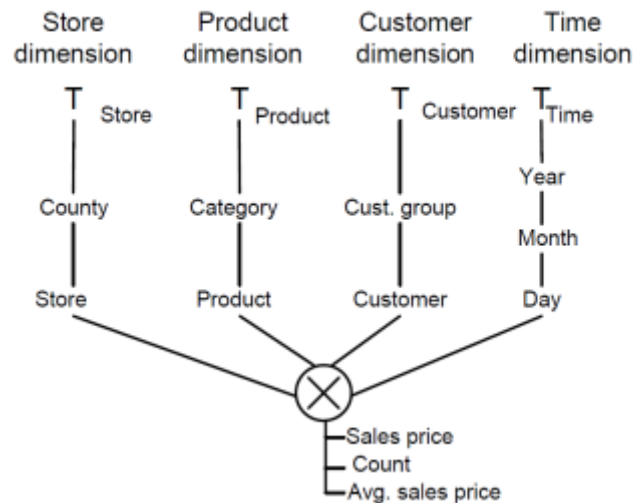 Store dimension
Product dimension
Customer dimension
Time dimension
T Store
T Product
T Customer
T Time
Year
County
Category
Cust. group
Month
Store
Product
Customer
Day
Sales price
Count
Avg. sales price